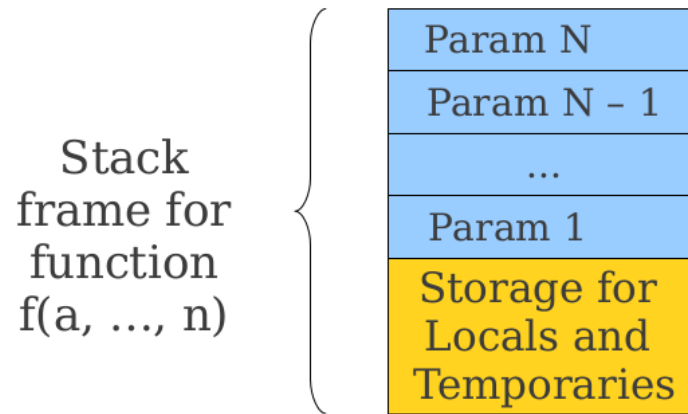 Stack
frame for
function
f(a, …, n)
Param N
Param N – 1
...
Param 1
Storage for
Locals and
Temporaries